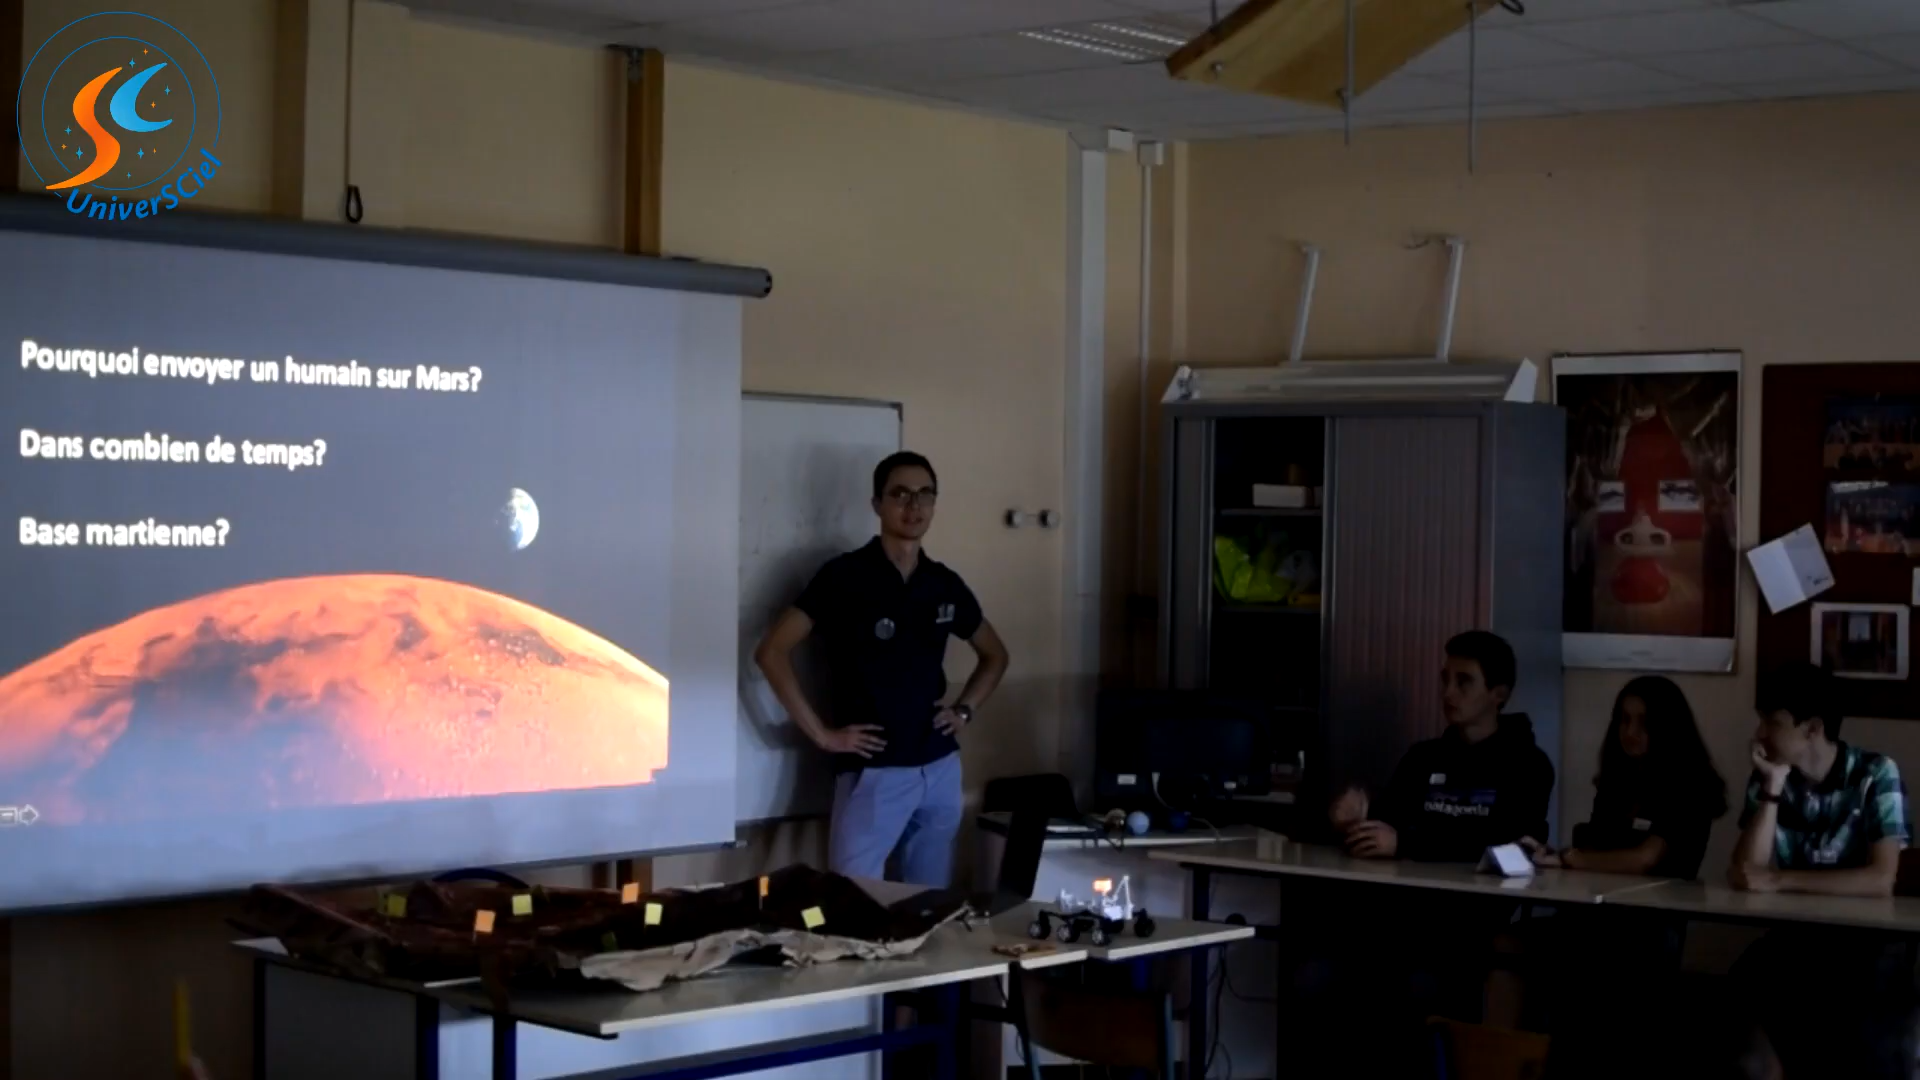 UniverSCiel
Pourquoi envoyer un humain sur Mars?
Dans combien de temps?
Base martienne?
patagonia